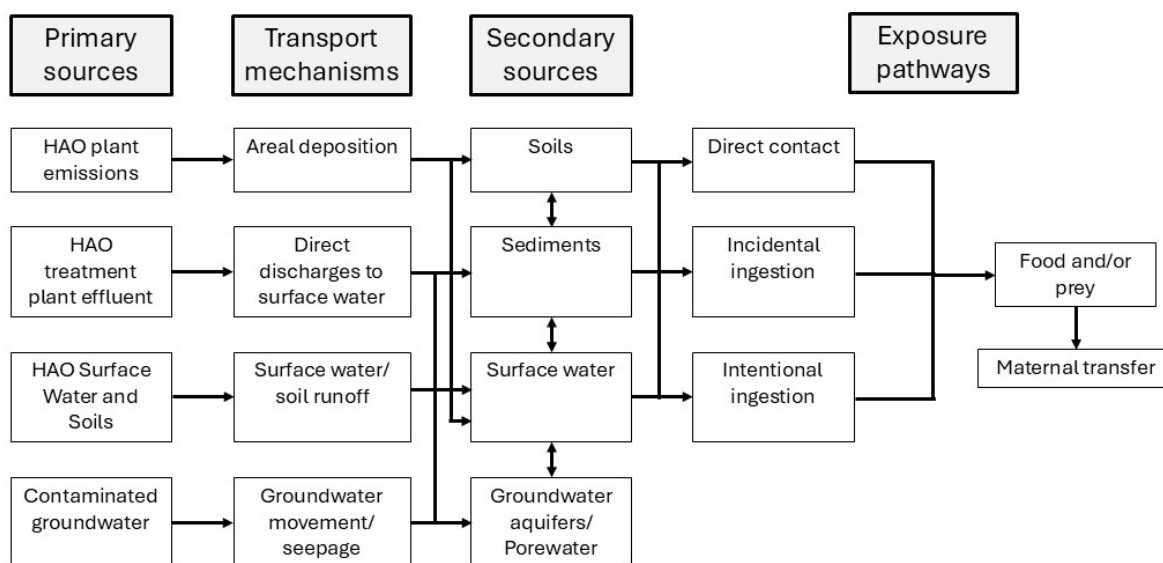 Primary
sources
Transport
mechanisms
Secondary
sources
Exposure
pathways
HAO plant
emissions
Areal deposition
Soils
Direct contact
HAO
treatment
plant effluent
Direct
discharges to
surface water
Sediments
Incidental
ingestion
Food and/or
prey
HAO Surface
Water and
Soils
Surface water/
soil runoff
Surface water
Intentional
ingestion
Maternal transfer
Contaminated
groundwater
Groundwater
movement/
seepage
Groundwater
aquifers/
Porewater